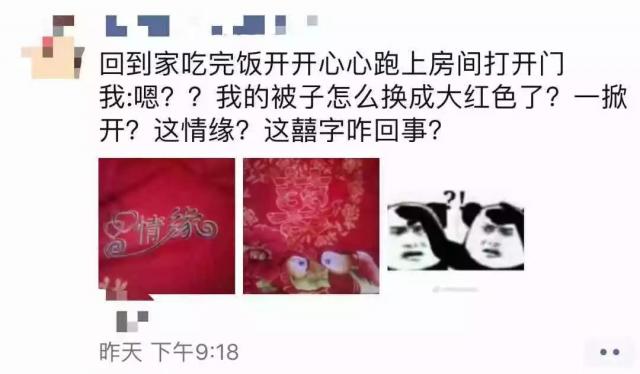 回到家吃完饭开开心心跑上房间打开门
我:嗯？？我的被子怎么换成大红色了？一掀
开？这情缘？这囍字咋回事？
情缘
囍
?!
昨天 下午9:18